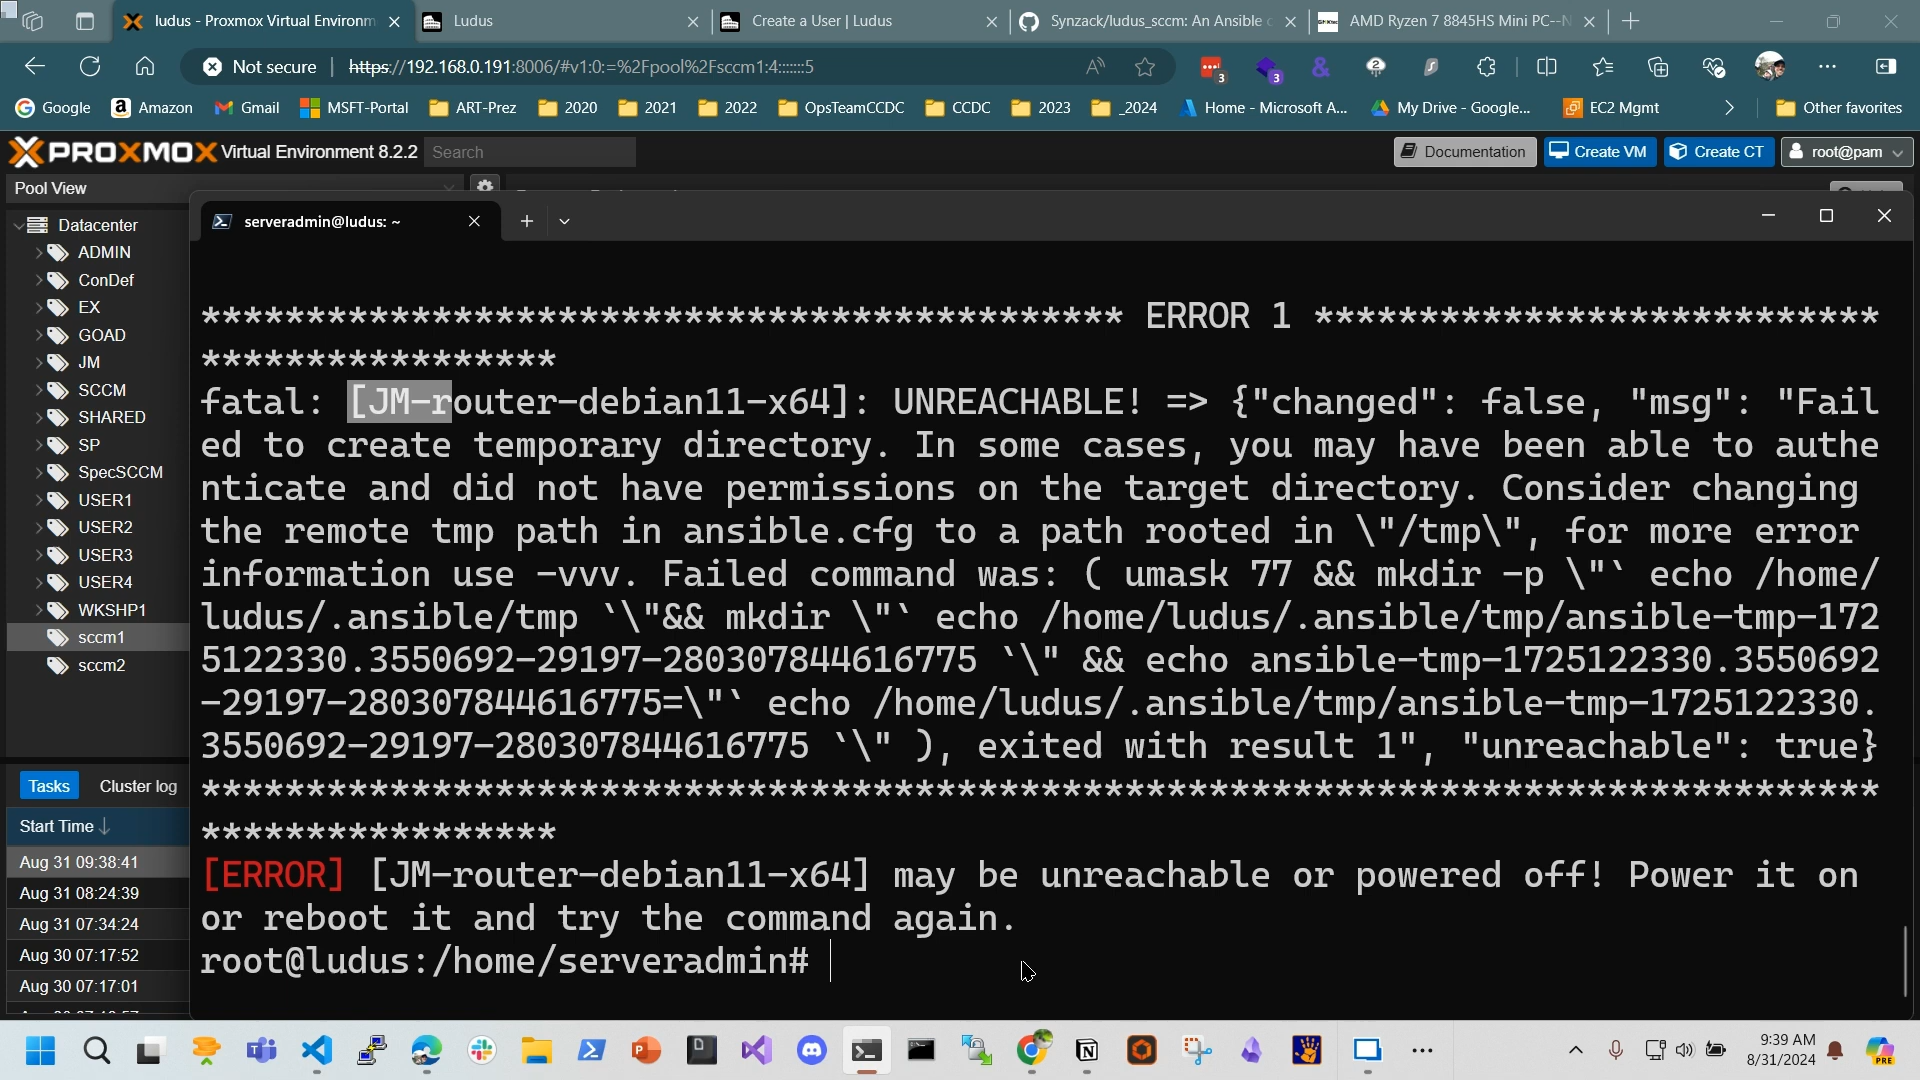 ludus - Proxmox Virtual Environm
Ludus
Create a User | Ludus
Synzack/ludus_sccm: An Ansible c
AMD Ryzen 7 8845HS Mini PC--N
Not secure
https://192.168.0.191:8006/#v1:0:=%2Fpool%2Fsccm1:4:::::::5
3
3
2
Google
Amazon
Gmail
MSFT-Portal
ART-Prez
2020
2021
2022
OpsTeamCCDC
CCDC
2023
_2024
Home - Microsoft A...
My Drive - Google...
EC2 Mgmt
Other favorites
PROXMOX Virtual Environment 8.2.2
Search
Documentation
Create VM
Create CT
root@pam
Pool View
Datacenter
ADMIN
ConDef
EX
GOAD
JM
SCCM
SHARED
SP
SpecSCCM
USER1
USER2
USER3
USER4
WKSHP1
sccm1
sccm2
Tasks
Cluster log
Start Time
Aug 31 09:38:41
Aug 31 08:24:39
Aug 31 07:34:24
Aug 30 07:17:52
Aug 30 07:17:01
serveradmin@ludus: ~
******************************************** ERROR 1 ***************************
*****************
fatal: [JM-router-debian11-x64]: UNREACHABLE! => {"changed": false, "msg": "Fail
ed to create temporary directory. In some cases, you may have been able to authe
nticate and did not have permissions on the target directory. Consider changing
the remote tmp path in ansible.cfg to a path rooted in \"/tmp\", for more error
information use -vvv. Failed command was: ( umask 77 && mkdir -p \"` echo /home/
ludus/.ansible/tmp `\"&& mkdir \"` echo /home/ludus/.ansible/tmp/ansible-tmp-172
5122330.3550692-29197-280307844616775 `\" && echo ansible-tmp-1725122330.3550692
-29197-280307844616775=\"` echo /home/ludus/.ansible/tmp/ansible-tmp-1725122330.
3550692-29197-280307844616775 `\" ), exited with result 1", "unreachable": true}
********************************************************************************
*****************
[ERROR] [JM-router-debian11-x64] may be unreachable or powered off! Power it on
or reboot it and try the command again.
root@ludus:/home/serveradmin#
9:39 AM
8/31/2024
PRE